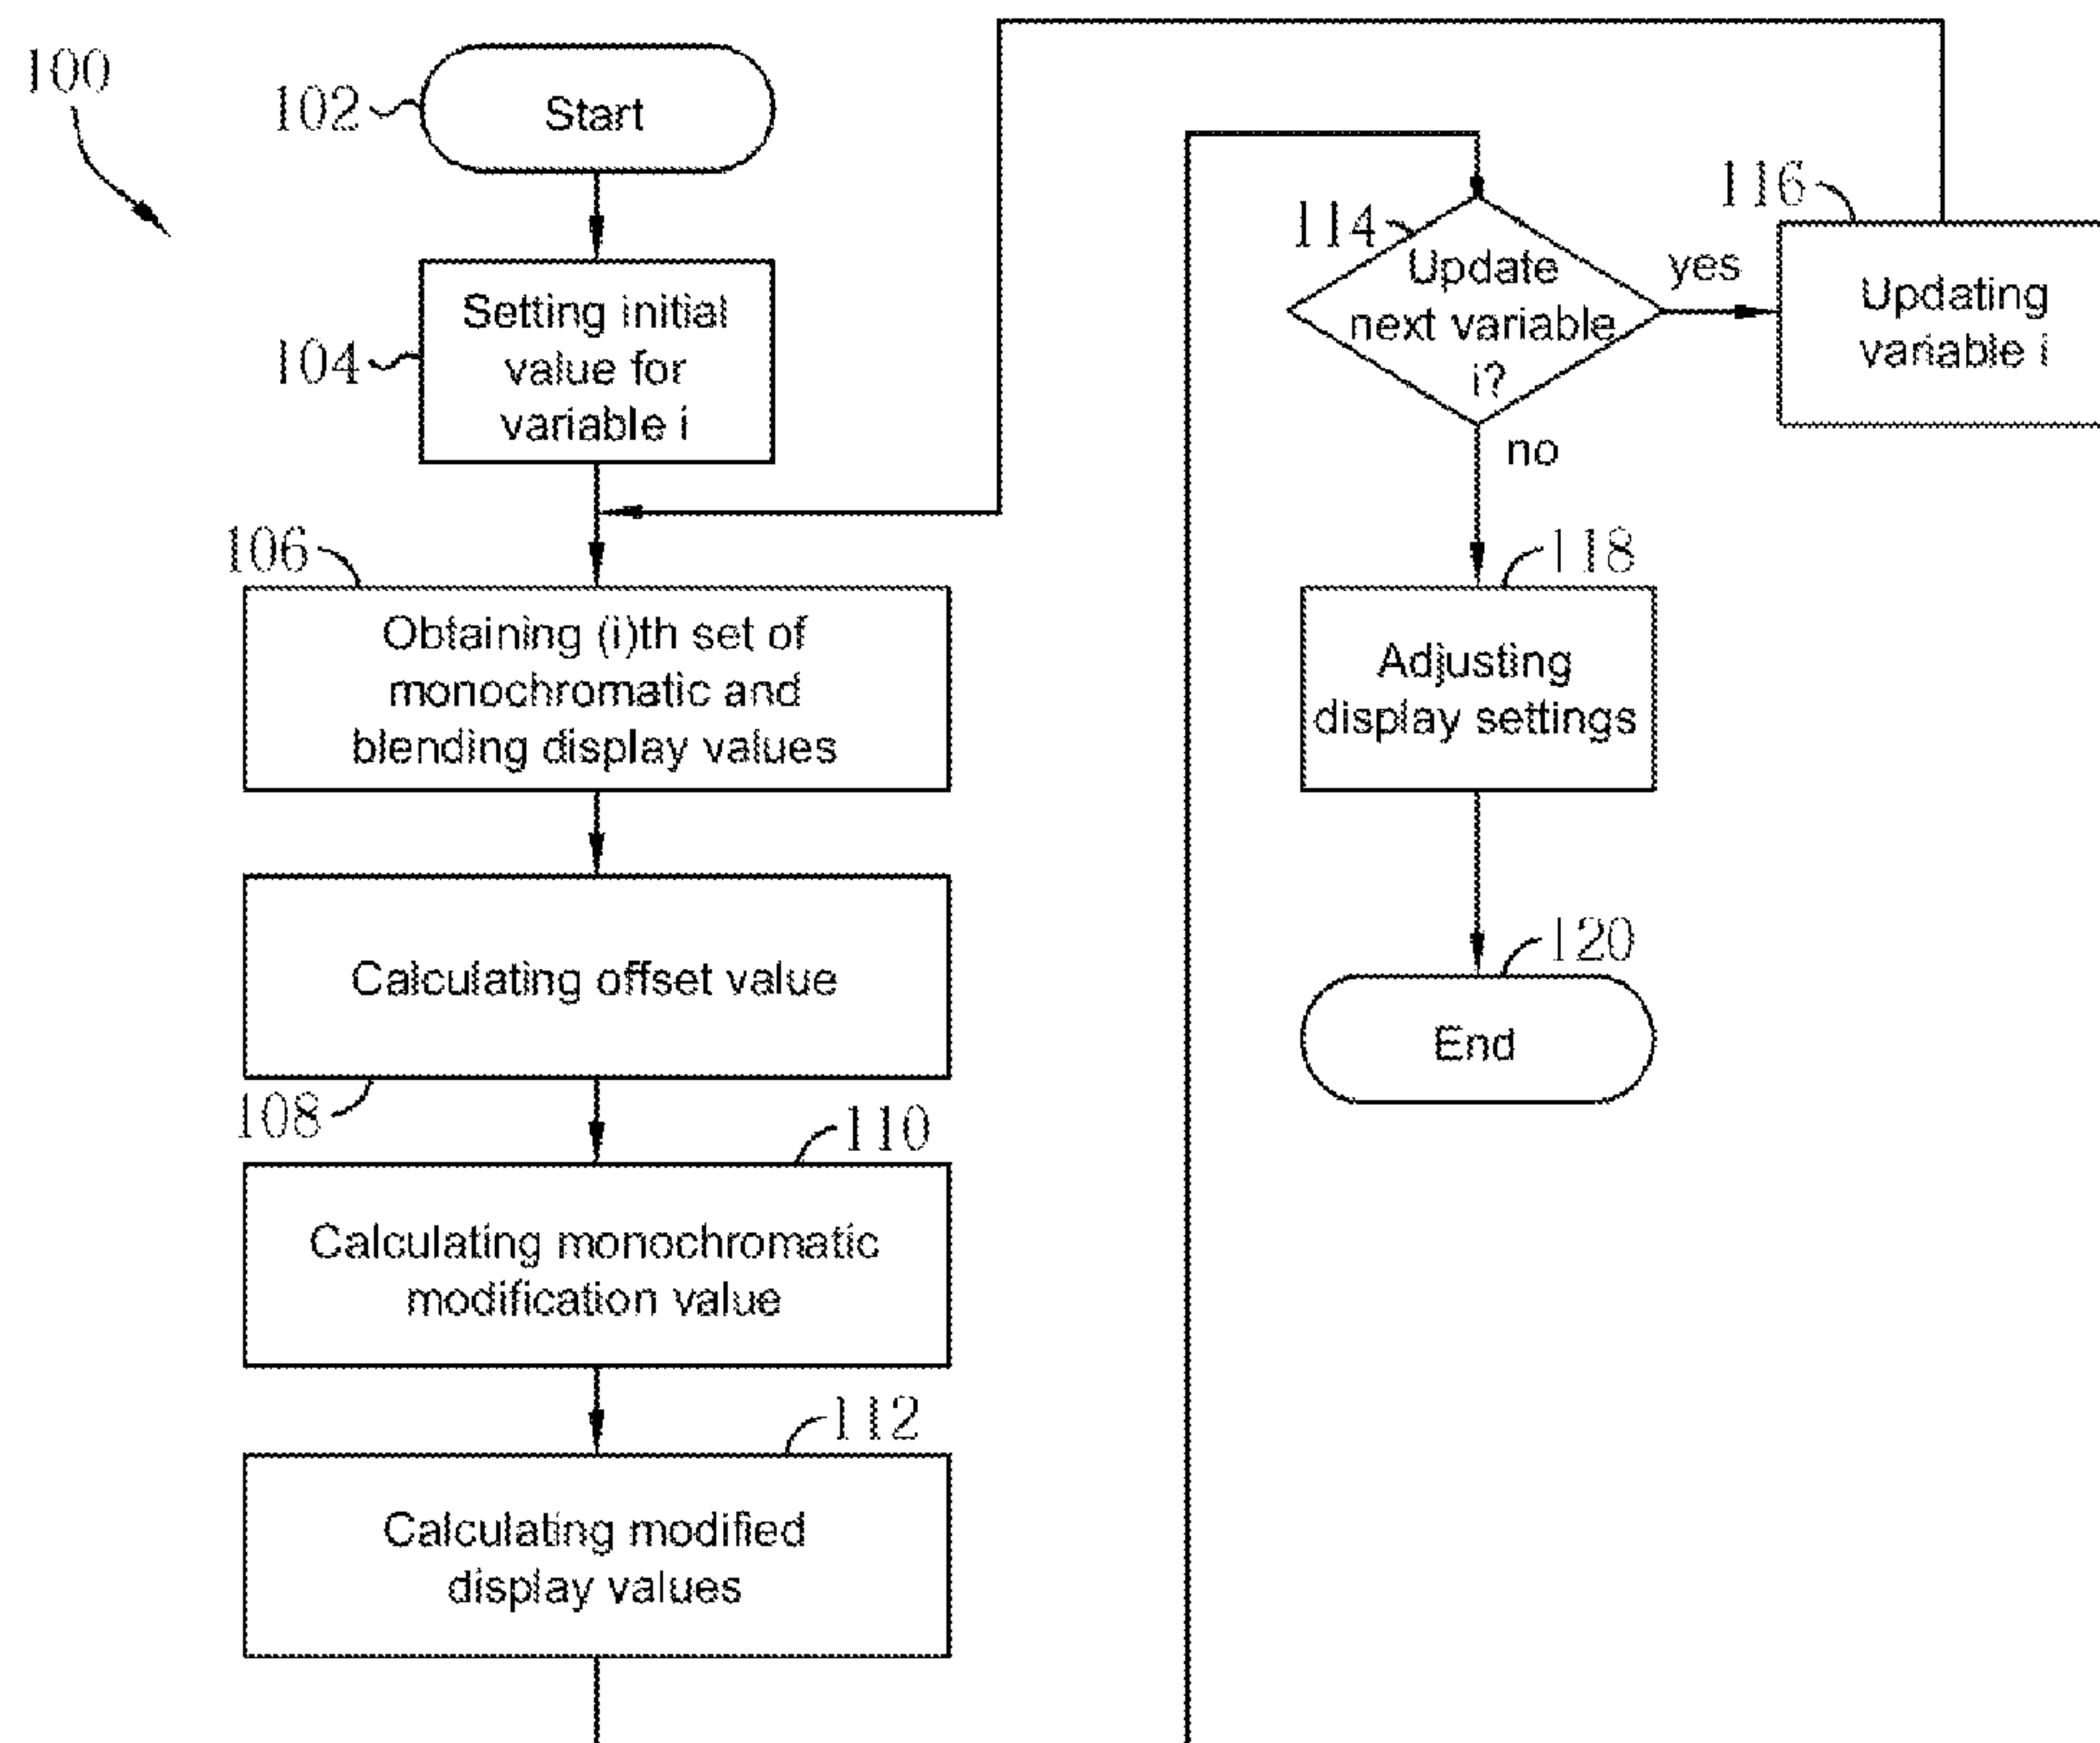 100
102
Start
104
Setting initial
value for
variable i
106
Obtaining (i)th set of
monochromatic and
blending display values
Calculating offset value
108
110
Calculating monochromatic
modification value
112
Calculating modified
display values
114
Update
next variable
i?
yes
116
Updating
variable i
no
118
Adjusting
display settings
120
End